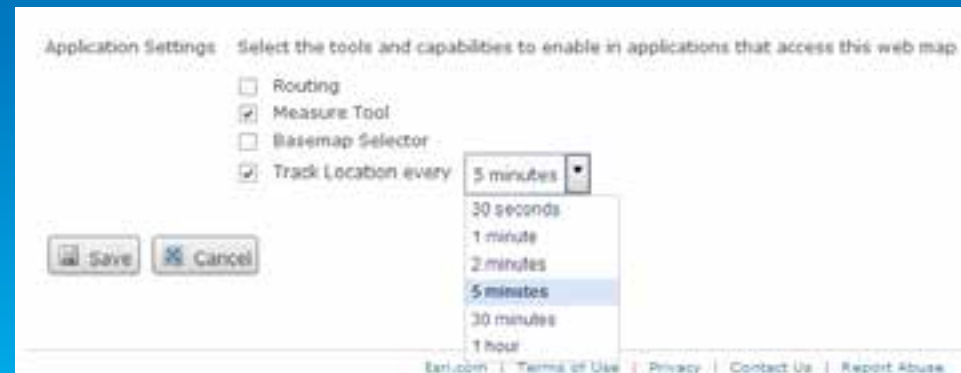 Application Settings Select the tools and capabilities to enable in applications that access this web map
Routing
Measure Tool
Basemap Selector
Track Location every 5 minutes
30 seconds
1 minute
2 minutes
5 minutes
30 minutes
1 hour
Save Cancel
Esri.com | Terms of Use | Privacy | Contact Us | Report Abuse